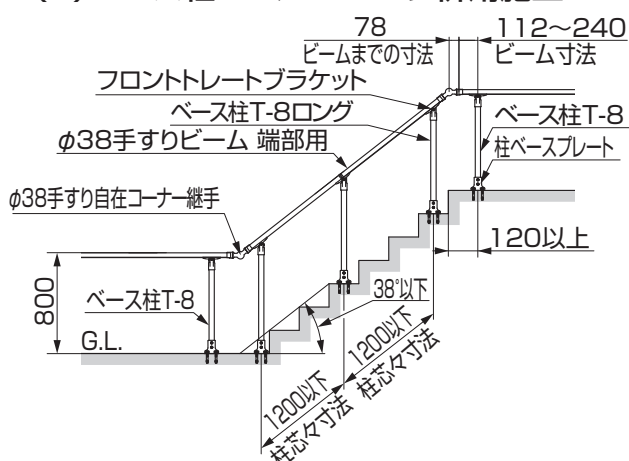 78
112～240
ビームまでの寸法
ビーム寸法
フロントトレートブラケット
ベース柱T-8ロング
ベース柱T-8
φ38手すりビーム 端部用
柱ベースプレート
φ38手すり自在コーナー継手
120以上
800
ベース柱T-8
38°以下
G.L.
1200以下
柱芯々寸法
1200以下
柱芯々寸法